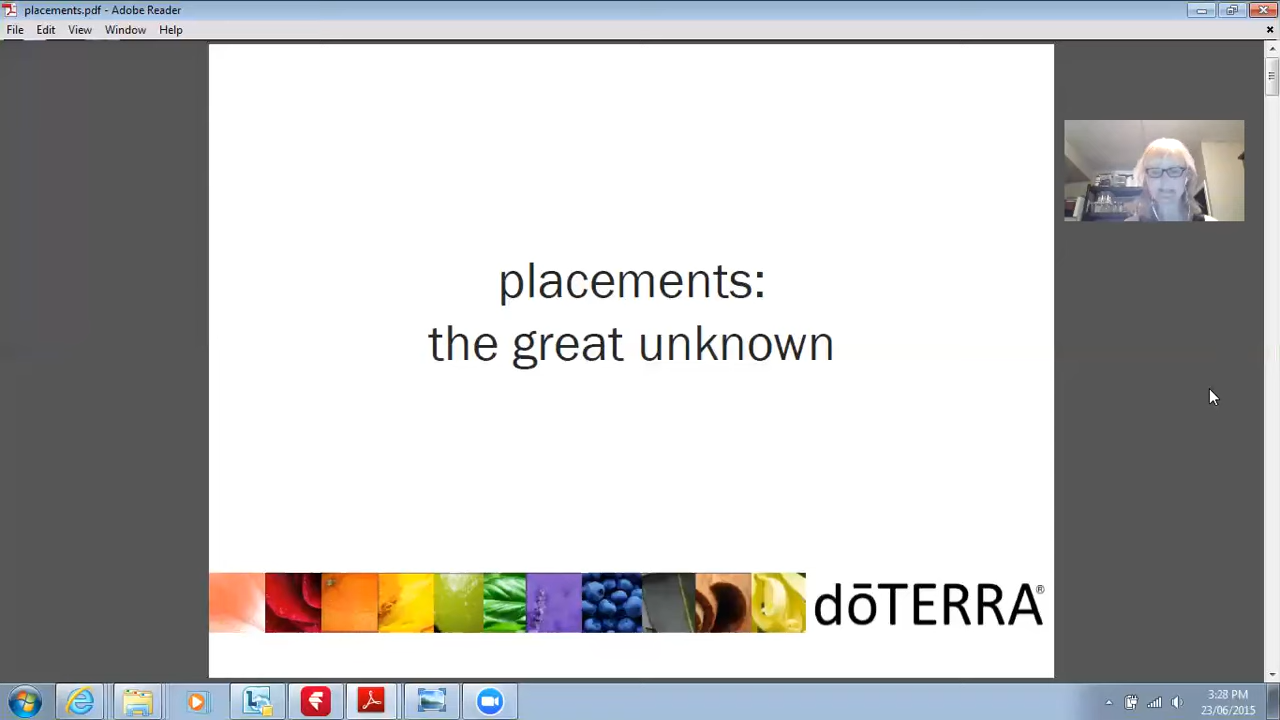 placements.pdf - Adobe Reader
File Edit View Window Help
placements:
the great unknown
dōTERRA®
3:28 PM
23/06/2015